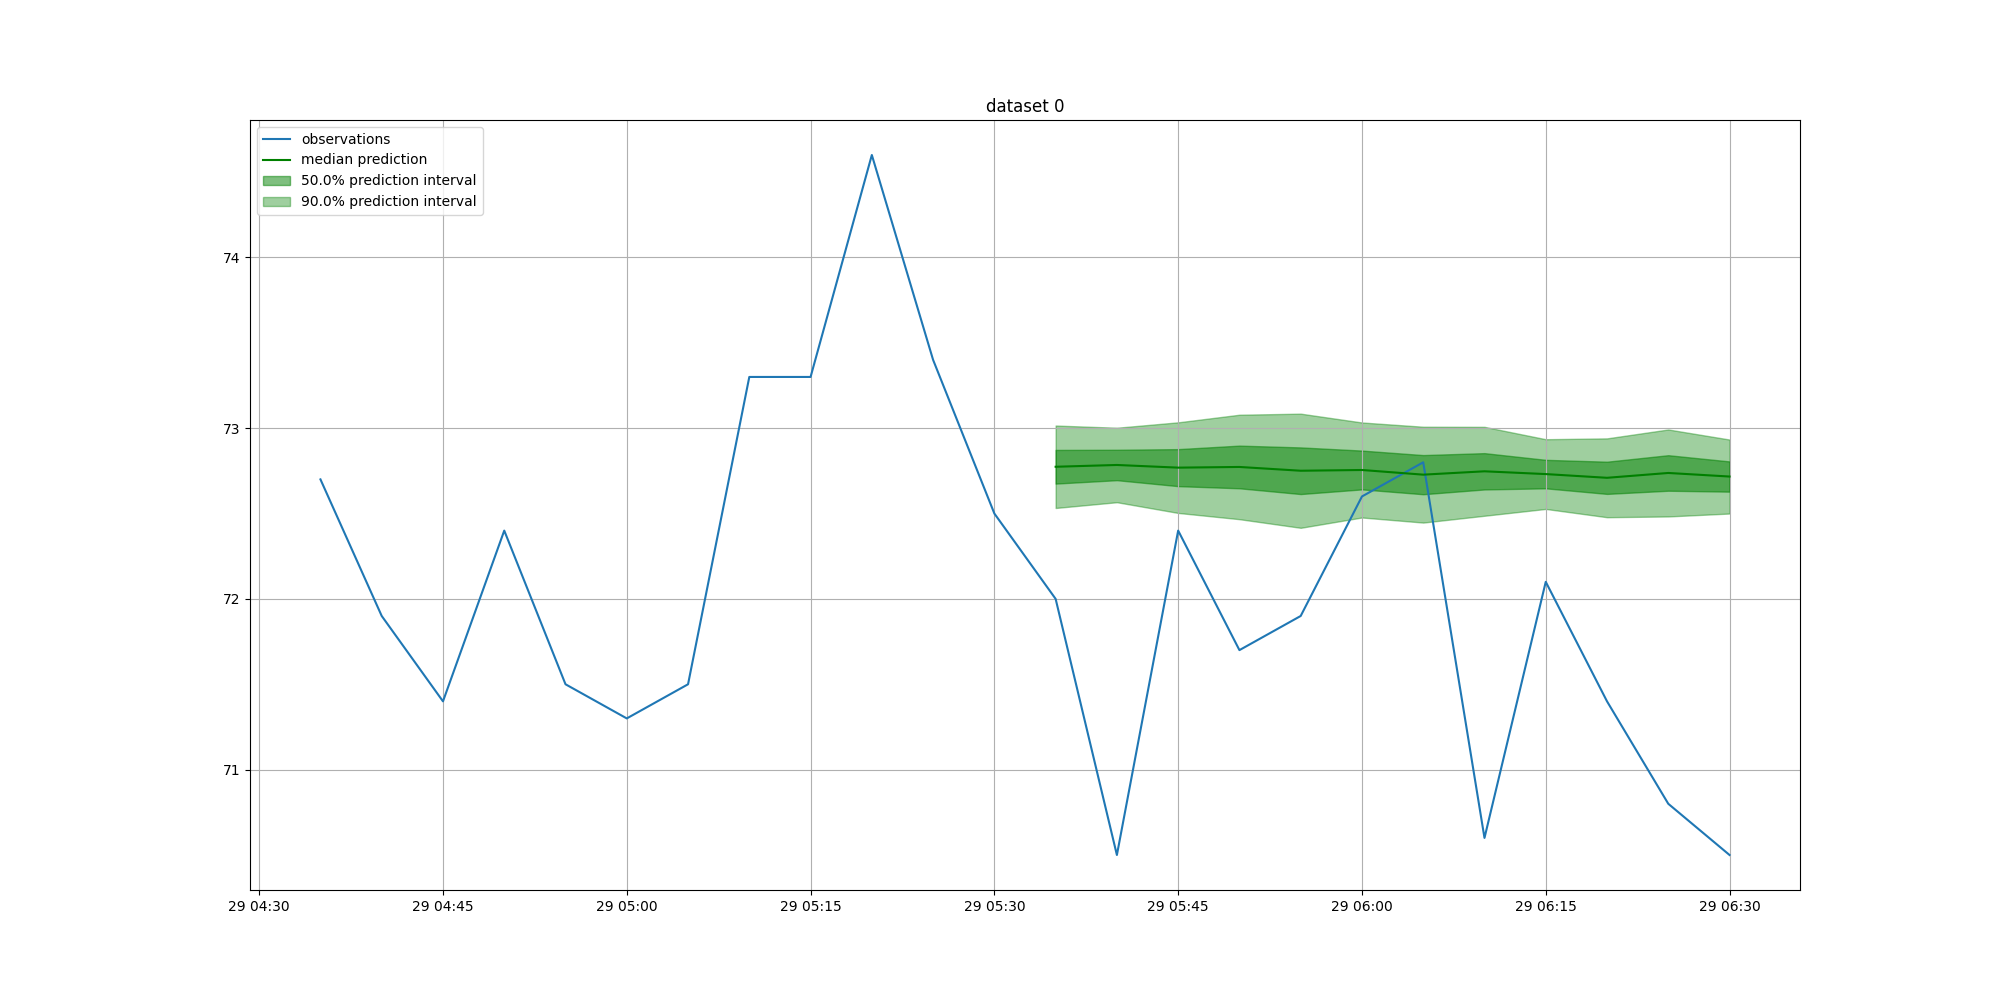 dataset 0
observations
median prediction
50.0% prediction interval
90.0% prediction interval
74
73
72
71
29 04:30 29 04:45 29 05:00 29 05:15 29 05:30 29 05:45 29 06:00 29 06:15 29 06:30